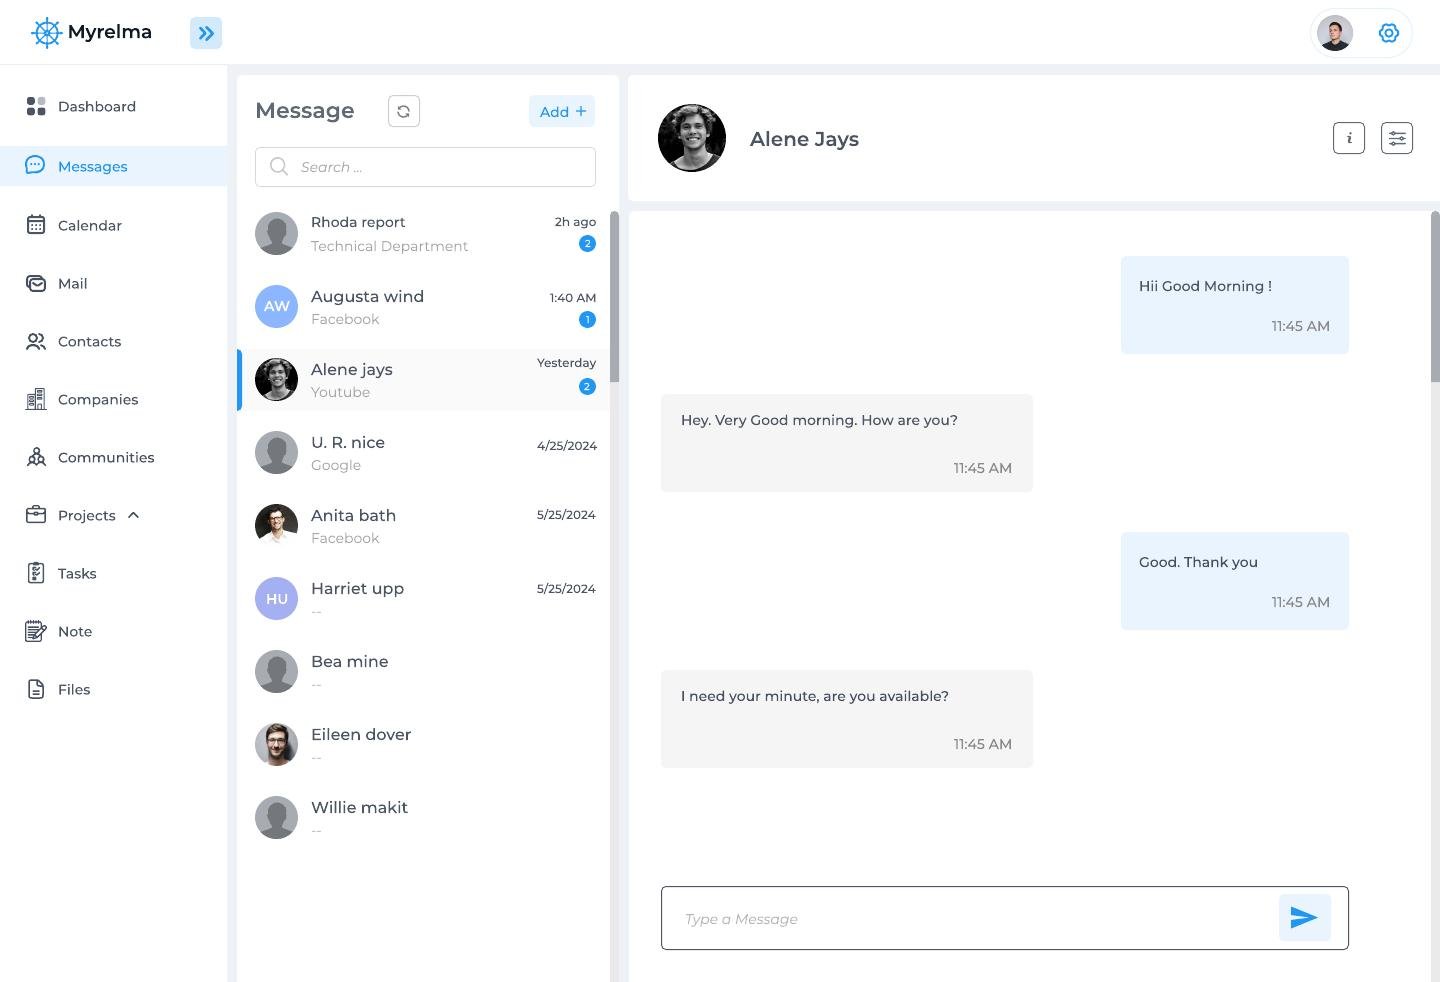 Myrelma
Dashboard
Messages
Calendar
Mail
Contacts
Companies
Communities
Projects
Tasks
Note
Files
Message
Add +
Search ...
Rhoda report
2h ago
Technical Department
2
AW
Augusta wind
1:40 AM
Facebook
1
Alene jays
Yesterday
Youtube
2
U. R. nice
4/25/2024
Google
Anita bath
5/25/2024
Facebook
HU
Harriet upp
5/25/2024
--
Bea mine
--
Eileen dover
--
Willie makit
--
Alene Jays
i
Hii Good Morning !
11:45 AM
Hey. Very Good morning. How are you?
11:45 AM
Good. Thank you
11:45 AM
I need your minute, are you available?
11:45 AM
Type a Message